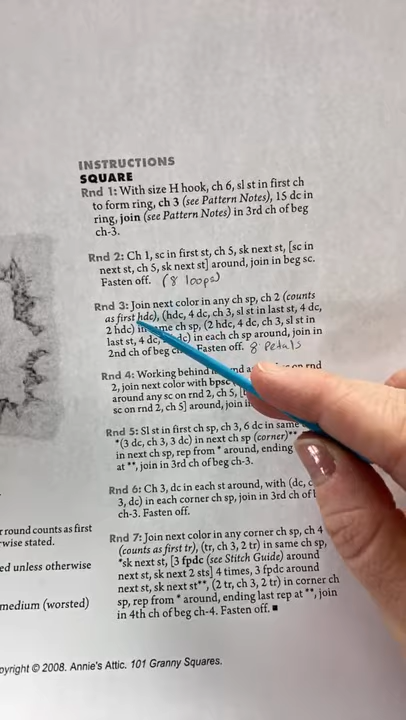 INSTRUCTIONS
SQUARE
Rnd 1: With size H hook, ch 6, sl st in first ch
to form ring, ch 3 (see Pattern Notes), 15 dc in
ring, join (see Pattern Notes) in 3rd ch of beg
ch-3.
Rnd 2: Ch 1, sc in first st, ch 5, sk next st, [sc in
next st, ch 5, sk next st] around, join in beg sc.
Fasten off. (8 loops)
Rnd 3: Join next color in any ch sp, ch 2 (counts
as first hdc), (hdc, 4 dc, ch 3, sl st in last st, 4 dc,
2 hdc) in same ch sp, (2 hdc, 4 dc, ch 3, sl st in
last st, 4 dc, hdc) in each ch sp around, join in
2nd ch of beg ch Fasten off. 8 Petals
Rnd 4: Working behind on rnd
2, join next color with bpsc
around any sc on rnd 2, ch 5,
sc on rnd 2, ch 5] around, join in
Rnd 5: Sl st in first ch sp, ch 3, 6 dc in same
*(3 dc, ch 3, 3 dc) in next ch sp (corner)**
in next ch sp, rep from * around, ending
at **, join in 3rd ch of beg ch-3.
Rnd 6: Ch 3, dc in each st around, with (dc, c
3, dc) in each corner ch sp, join in 3rd ch of
ch-3. Fasten off.
Rnd 7: Join next color in any corner ch sp, ch 4
(counts as first tr), (tr, ch 3, 2 tr) in same ch sp,
*sk next st, [3 fpdc (see Stitch Guide) around
next st, sk next 2 sts] 4 times, 3 fpdc around
next st, sk next st**, (2 tr, ch 3, 2 tr) in corner ch
sp, rep from * around, ending last rep at **, join
in 4th ch of beg ch-4. Fasten off. ■
r round counts as first
rwise stated.
ed unless otherwise
medium (worsted)
pyright © 2008. Annie's Attic. 101 Granny Squares.